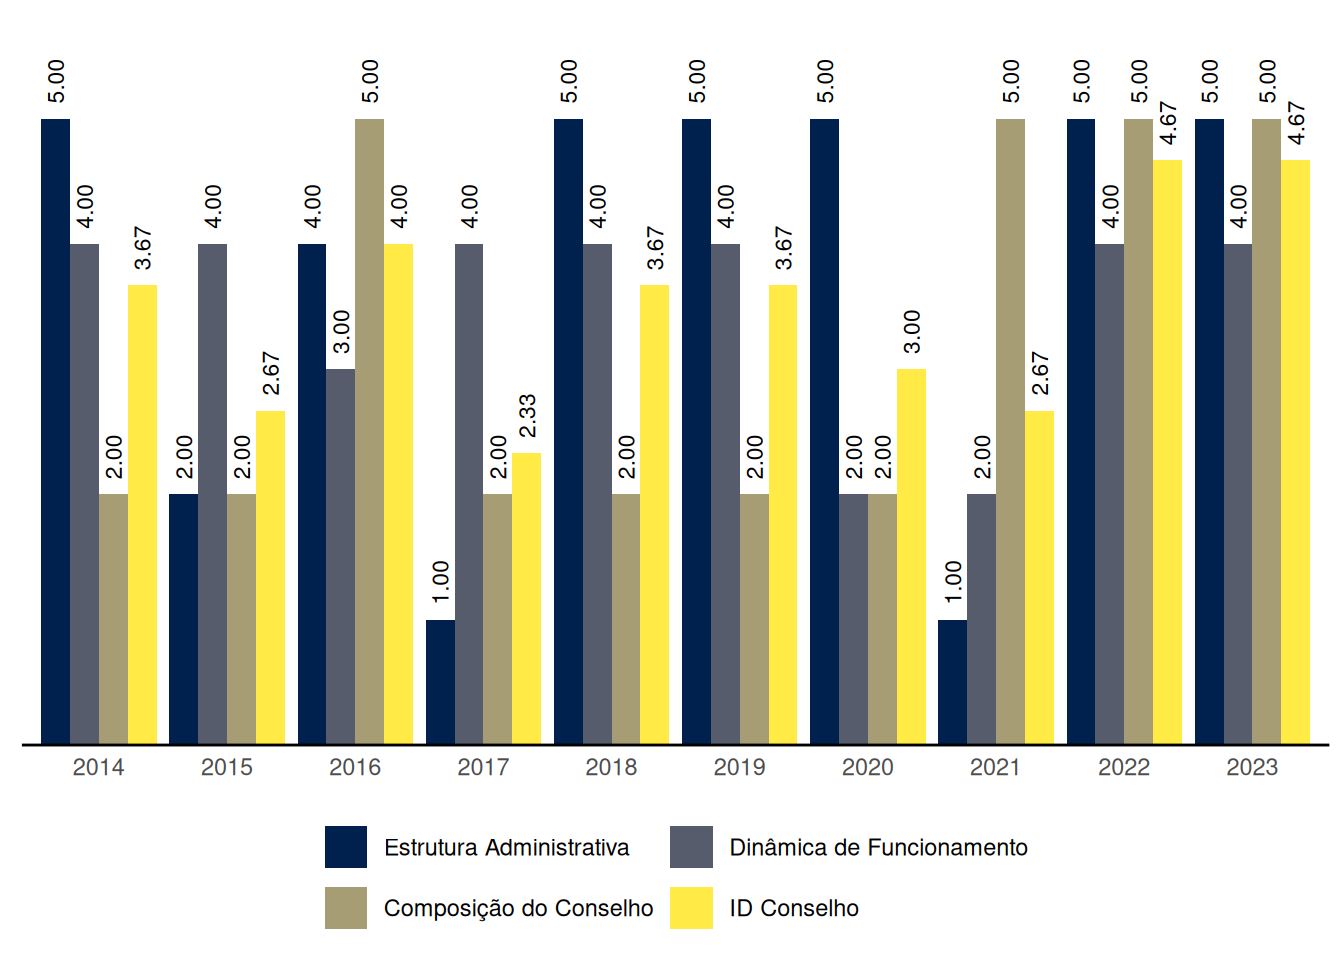 5.00 4.00 2.00 3.67 2.00 4.00 2.00 2.67 4.00 3.00 5.00 4.00 1.00 4.00 2.00 2.33 5.00 4.00 2.00 3.67 5.00 4.00 2.00 3.67 5.00 2.00 2.00 3.00 1.00 2.00 5.00 2.67 5.00 4.00 5.00 4.67 5.00 4.00 5.00 4.67
2014 2015 2016 2017 2018 2019 2020 2021 2022 2023
Estrutura Administrativa Dinâmica de Funcionamento
Composição do Conselho ID Conselho